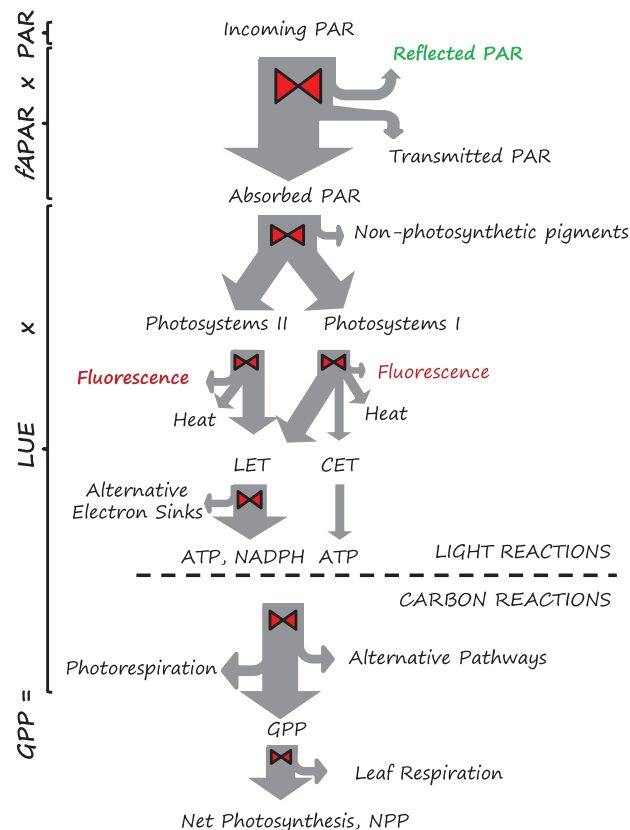 PAR
Incoming PAR
Reflected PAR
x
fAPAR
Transmitted PAR
Absorbed PAR
Non-photosynthetic pigments
x
Photosystems II
Photosystems I
Fluorescence
Fluorescence
Heat
Heat
LUE
LET
CET
Alternative
Electron Sinks
ATP, NADPH
ATP
LIGHT REACTIONS
CARBON REACTIONS
Photorespiration
Alternative Pathways
GPP =
GPP
Leaf Respiration
Net Photosynthesis, NPP